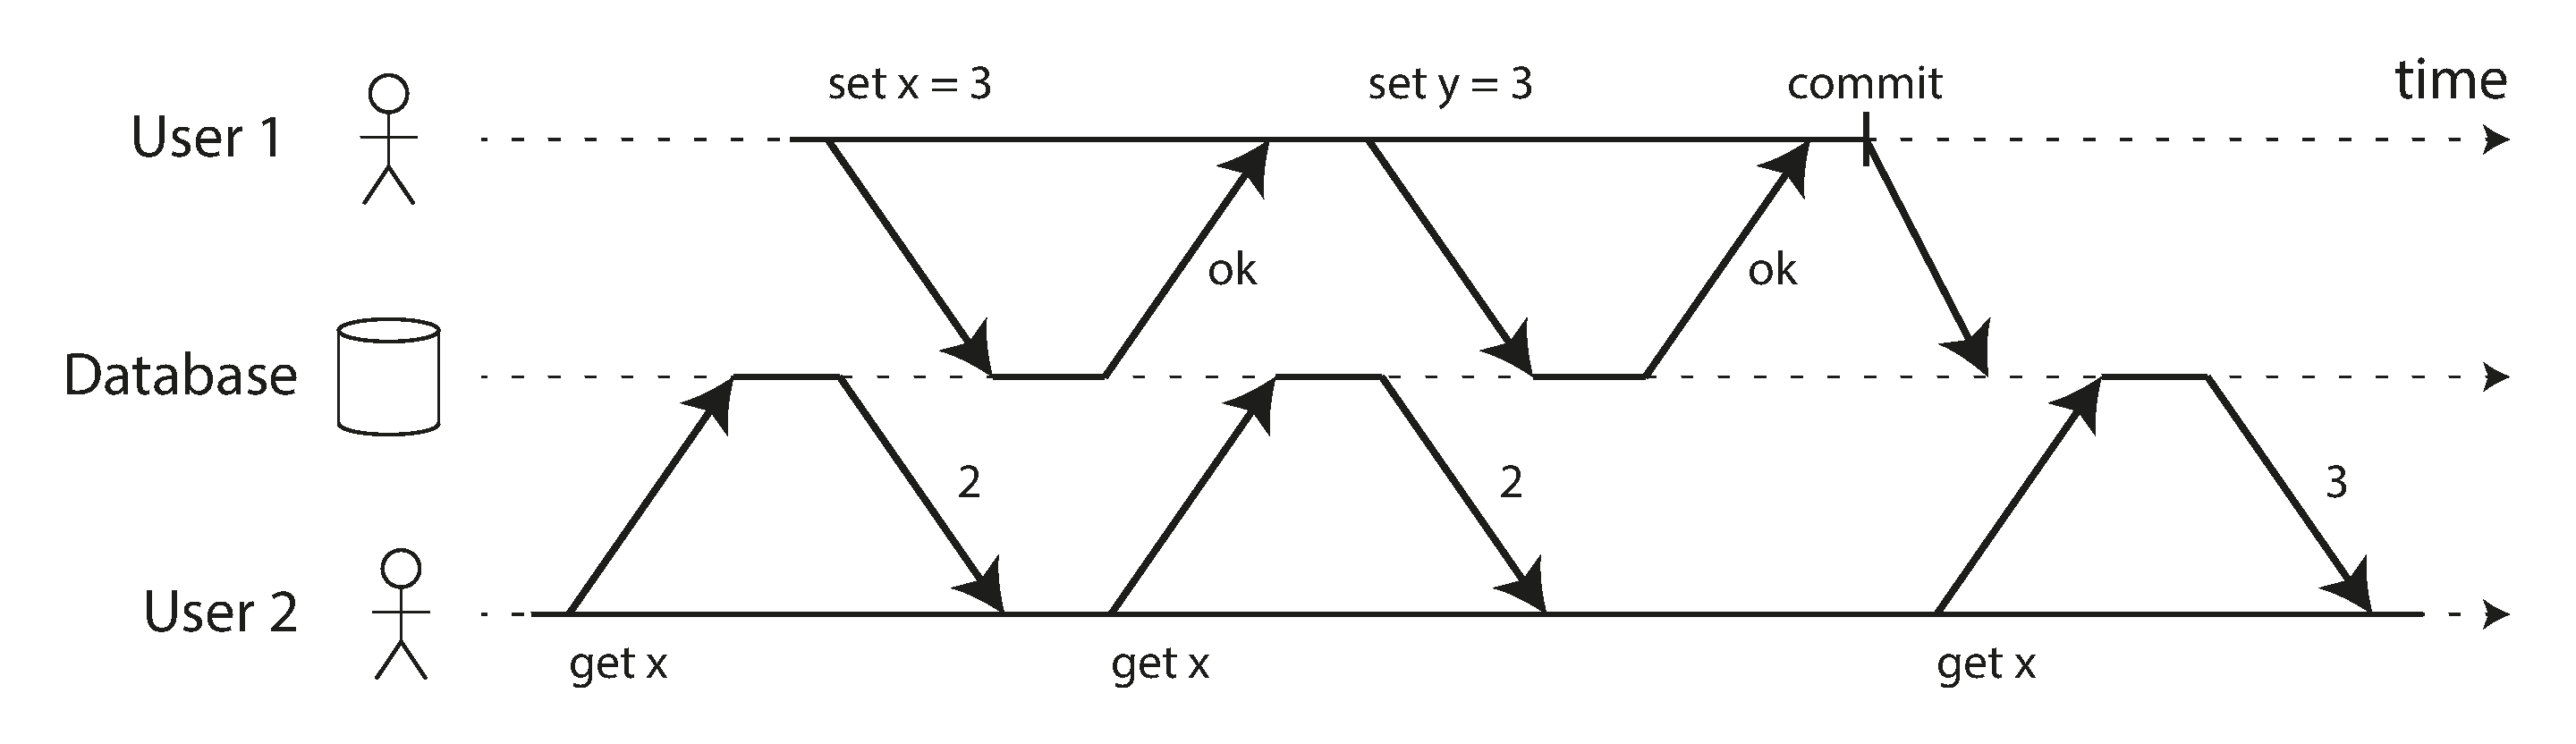 set x = 3
set y = 3
commit
time
User 1
ok
ok
Database
2
2
3
User 2
get x
get x
get x